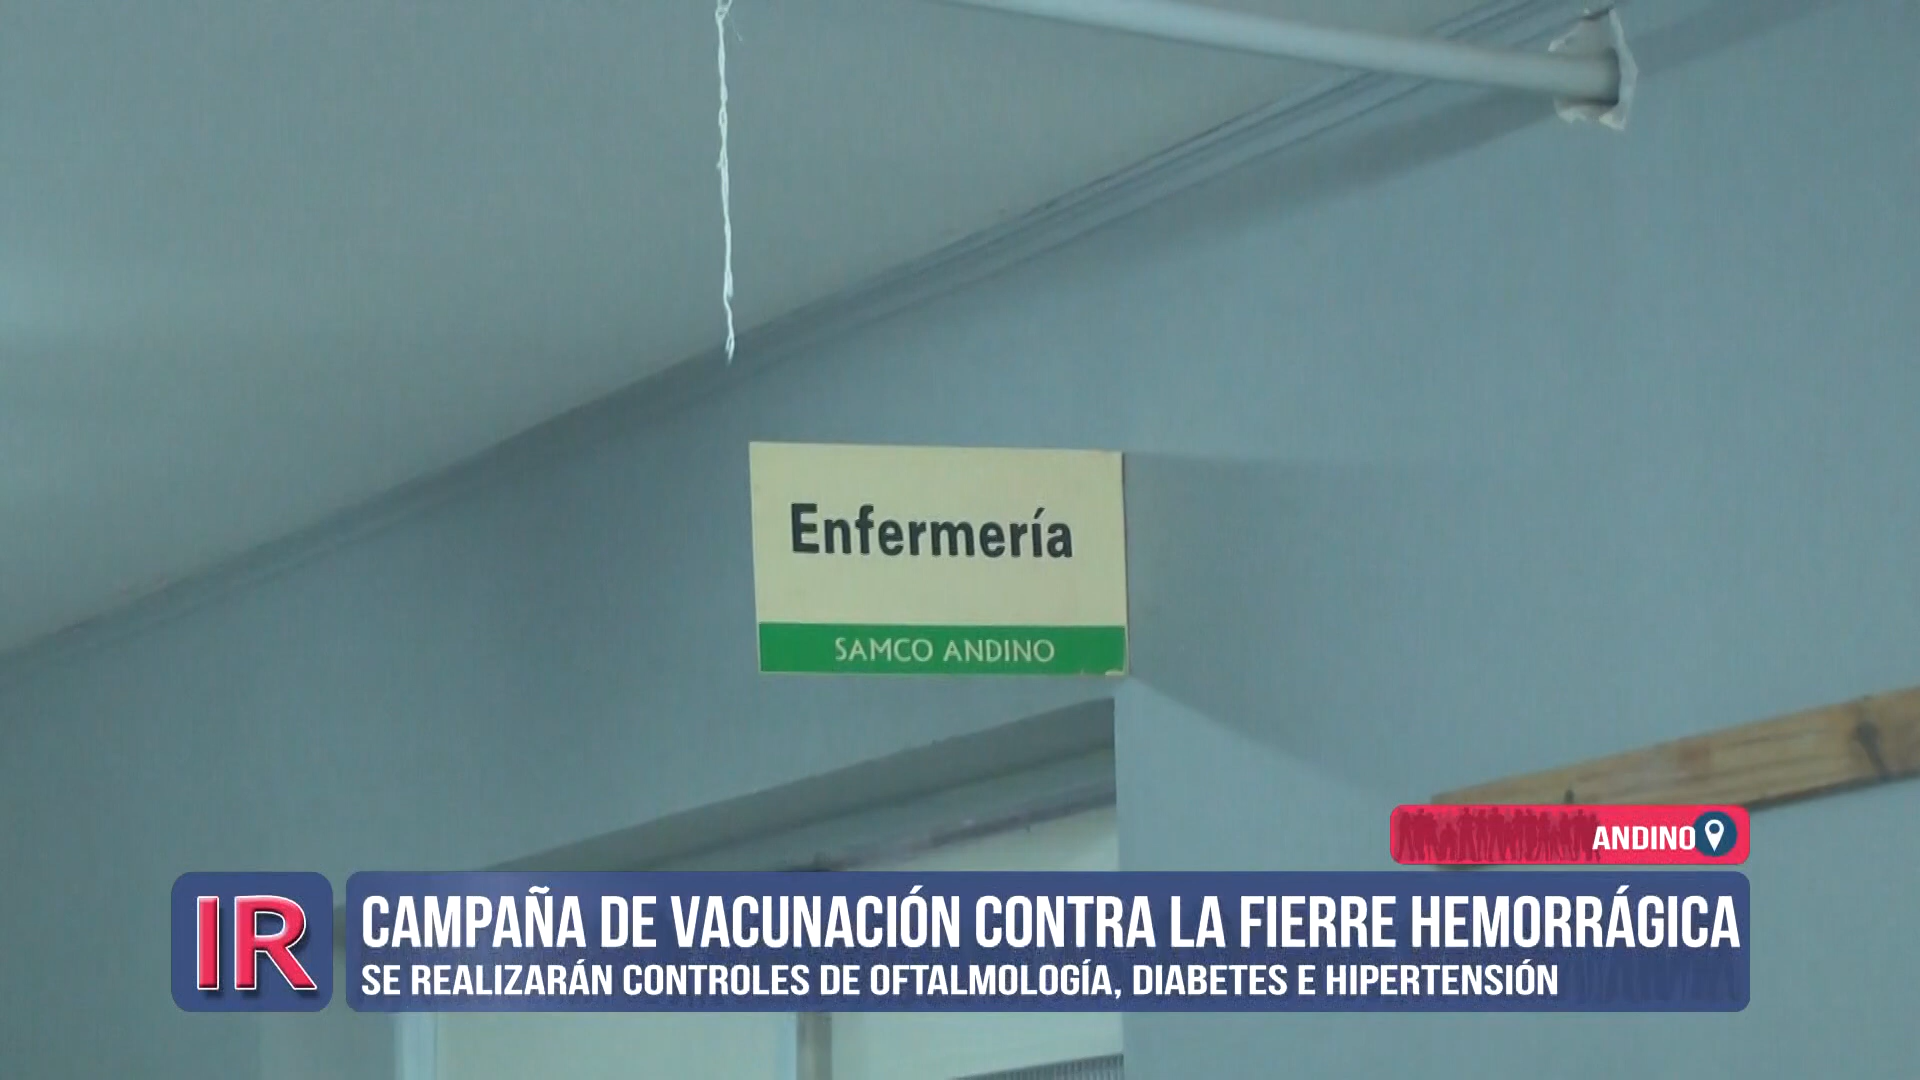 Enfermería
SAMCO ANDINO
ANDINO
IR
CAMPAÑA DE VACUNACIÓN CONTRA LA FIERRE HEMORRÁGICA
SE REALIZARÁN CONTROLES DE OFTALMOLOGÍA, DIABETES E HIPERTENSIÓN